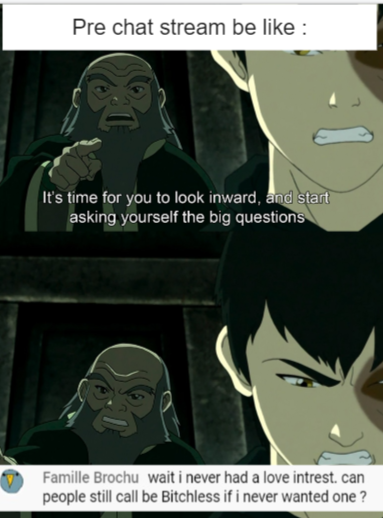 Pre chat stream be like :
It's time for you to look inward, and start
asking yourself the big questions
Famille Brochu wait i never had a love intrest. can
people still call be Bitchless if i never wanted one ?